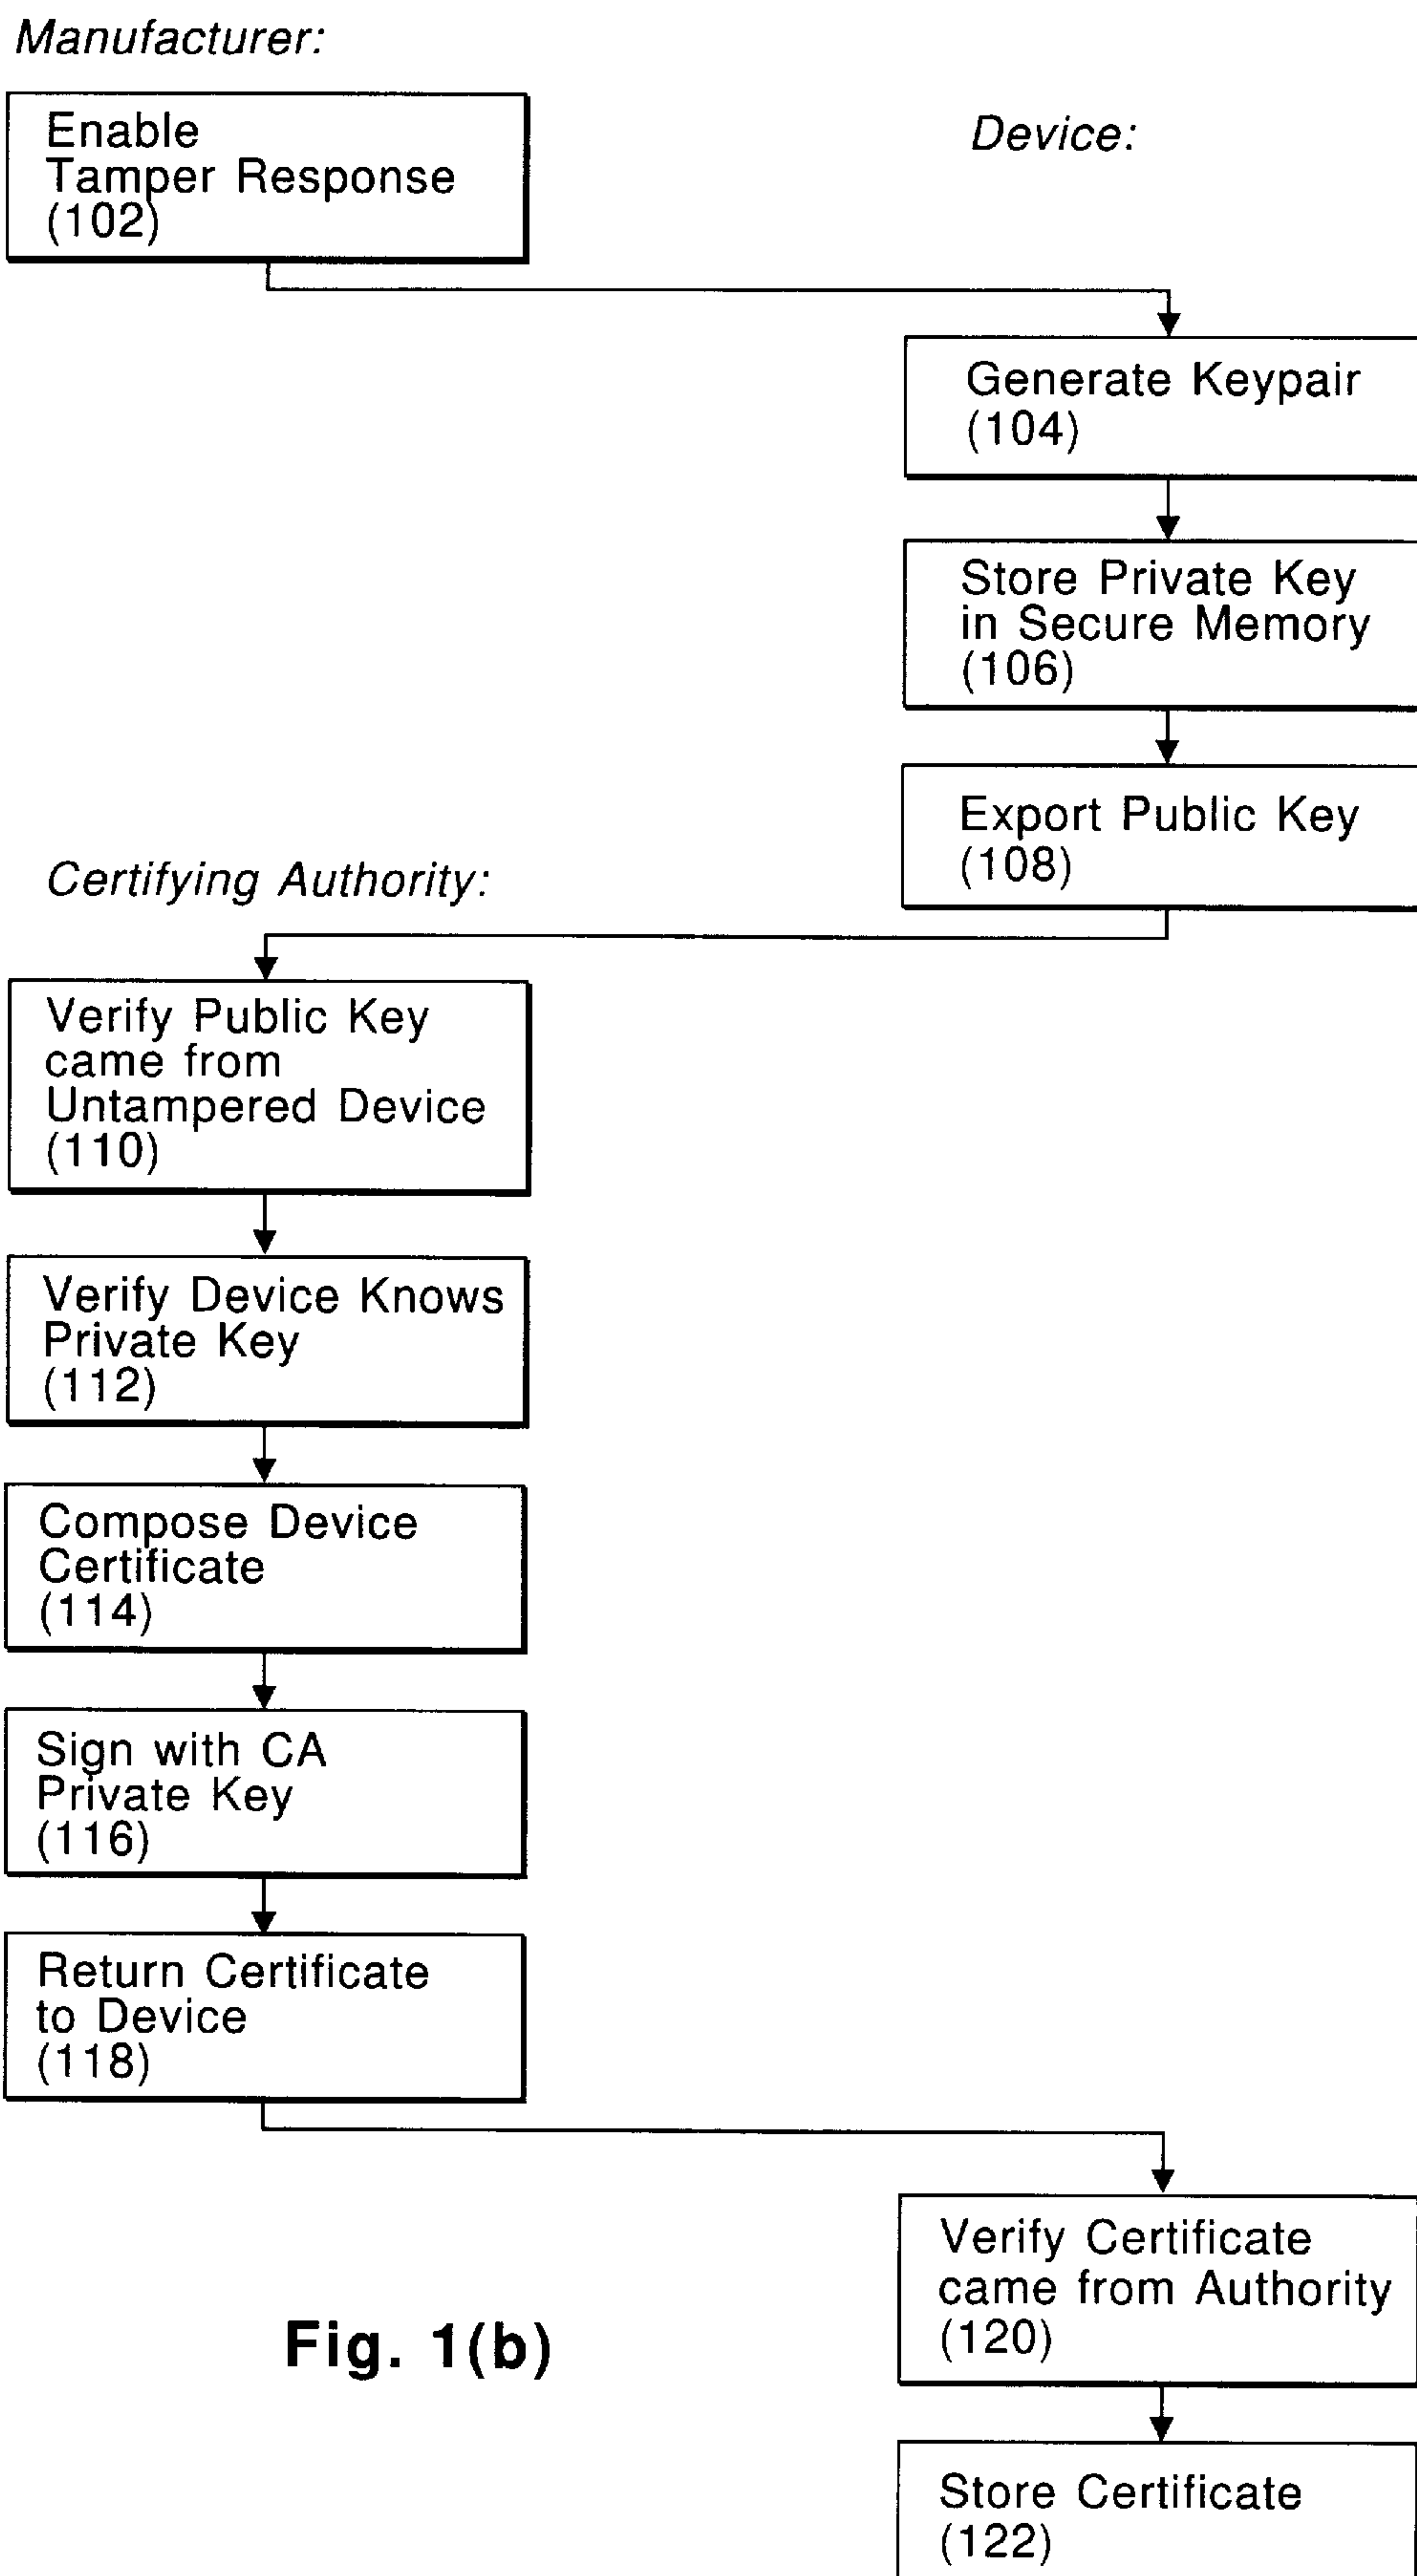 Manufacturer:
Enable
Tamper Response
(102)
Device:
Generate Keypair
(104)
Store Private Key
in Secure Memory
(106)
Export Public Key
(108)
Certifying Authority:
Verify Public Key
came from
Untampered Device
(110)
Verify Device Knows
Private Key
(112)
Compose Device
Certificate
(114)
Sign with CA
Private Key
(116)
Return Certificate
to Device
(118)
Verify Certificate
came from Authority
(120)
Fig. 1(b)
Store Certificate
(122)